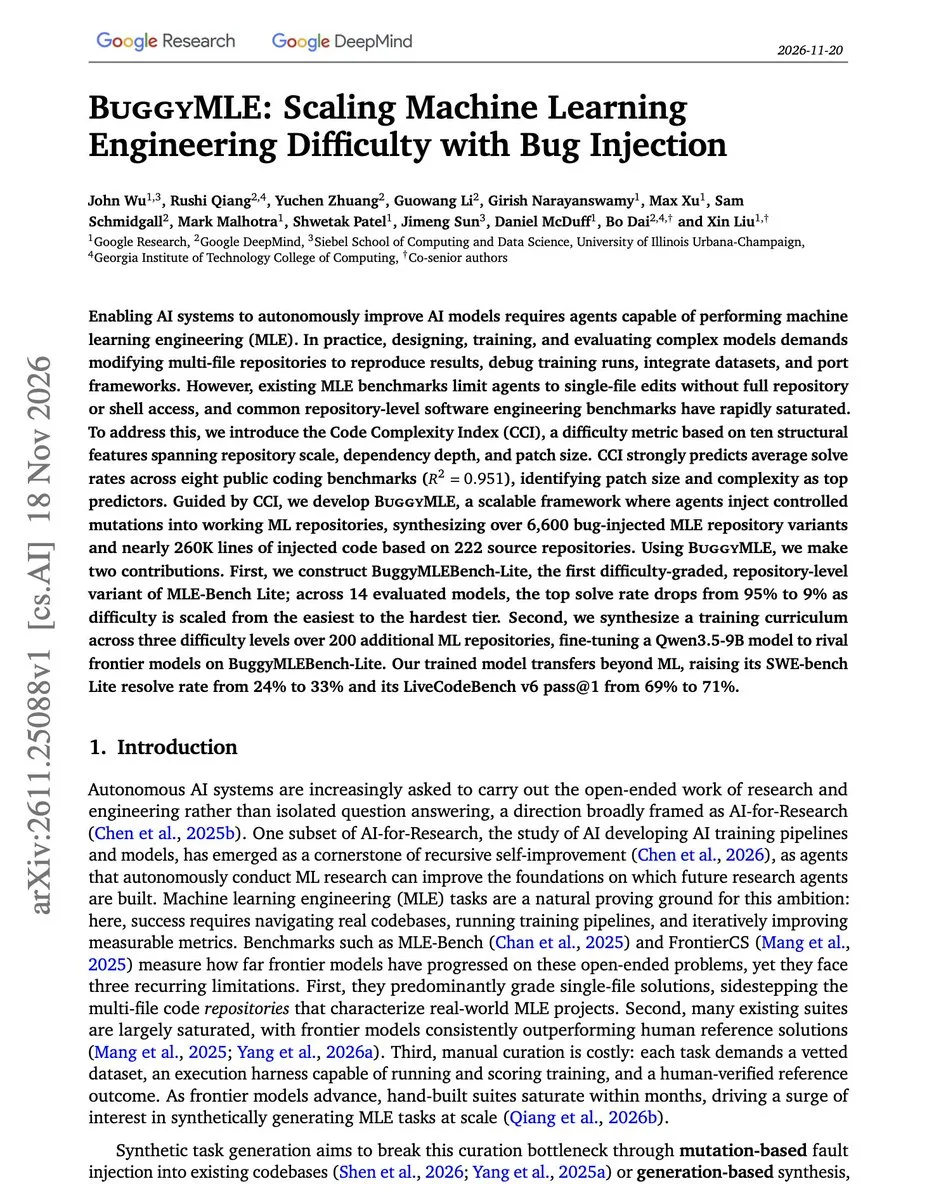 Google Research Google DeepMind
2026-11-20
BUGGYMLE: Scaling Machine Learning
Engineering Difficulty with Bug Injection
John Wu1,3, Rushi Qiang2,4, Yuchen Zhuang2, Guowang Li2, Girish Narayanswamy1, Max Xu1, Sam
Schmidgall2, Mark Malhotra1, Shwetak Patel1, Jimeng Sun3, Daniel McDuff1, Bo Dai2,4,† and Xin Liu1,†
1Google Research, 2Google DeepMind, 3Siebel School of Computing and Data Science, University of Illinois Urbana-Champaign,
4Georgia Institute of Technology College of Computing, †Co-senior authors
Enabling AI systems to autonomously improve AI models requires agents capable of performing machine
learning engineering (MLE). In practice, designing, training, and evaluating complex models demands
modifying multi-file repositories to reproduce results, debug training runs, integrate datasets, and port
frameworks. However, existing MLE benchmarks limit agents to single-file edits without full repository
or shell access, and common repository-level software engineering benchmarks have rapidly saturated.
To address this, we introduce the Code Complexity Index (CCI), a difficulty metric based on ten structural
features spanning repository scale, dependency depth, and patch size. CCI strongly predicts average solve
rates across eight public coding benchmarks (R2 = 0.951), identifying patch size and complexity as top
predictors. Guided by CCI, we develop BUGGYMLE, a scalable framework where agents inject controlled
mutations into working ML repositories, synthesizing over 6,600 bug-injected MLE repository variants
and nearly 260K lines of injected code based on 222 source repositories. Using BUGGYMLE, we make
two contributions. First, we construct BuggyMLEBench-Lite, the first difficulty-graded, repository-level
variant of MLE-Bench Lite; across 14 evaluated models, the top solve rate drops from 95% to 9% as
difficulty is scaled from the easiest to the hardest tier. Second, we synthesize a training curriculum
across three difficulty levels over 200 additional ML repositories, fine-tuning a Qwen3.5-9B model to rival
frontier models on BuggyMLEBench-Lite. Our trained model transfers beyond ML, raising its SWE-bench
Lite resolve rate from 24% to 33% and its LiveCodeBench v6 pass@1 from 69% to 71%.
arXiv:2611.25088v1 [cs.AI] 18 Nov 2026
1. Introduction
Autonomous AI systems are increasingly asked to carry out the open-ended work of research and
engineering rather than isolated question answering, a direction broadly framed as AI-for-Research
(Chen et al., 2025b). One subset of AI-for-Research, the study of AI developing AI training pipelines
and models, has emerged as a cornerstone of recursive self-improvement (Chen et al., 2026), as agents
that autonomously conduct ML research can improve the foundations on which future research agents
are built. Machine learning engineering (MLE) tasks are a natural proving ground for this ambition:
here, success requires navigating real codebases, running training pipelines, and iteratively improving
measurable metrics. Benchmarks such as MLE-Bench (Chan et al., 2025) and FrontierCS (Mang et al.,
2025) measure how far frontier models have progressed on these open-ended problems, yet they face
three recurring limitations. First, they predominantly grade single-file solutions, sidestepping the
multi-file code repositories that characterize real-world MLE projects. Second, many existing suites
are largely saturated, with frontier models consistently outperforming human reference solutions
(Mang et al., 2025; Yang et al., 2026a). Third, manual curation is costly: each task demands a vetted
dataset, an execution harness capable of running and scoring training, and a human-verified reference
outcome. As frontier models advance, hand-built suites saturate within months, driving a surge of
interest in synthetically generating MLE tasks at scale (Qiang et al., 2026b).
Synthetic task generation aims to break this curation bottleneck through mutation-based fault
injection into existing codebases (Shen et al., 2026; Yang et al., 2025a) or generation-based synthesis,